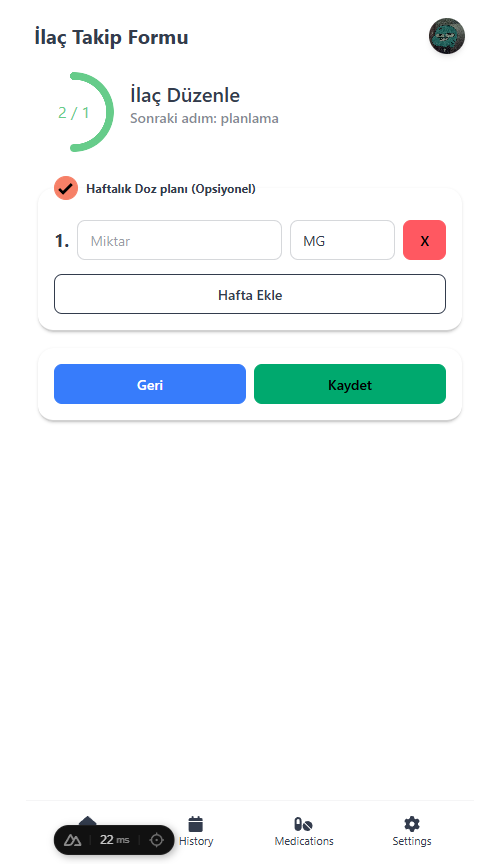 İlaç Takip Formu
2 / 1
İlaç Düzenle
Sonraki adım: planlama
Haftalık Doz planı (Opsiyonel)
1. Miktar MG X
Hafta Ekle
Geri Kaydet
22 ms
History Medications Settings